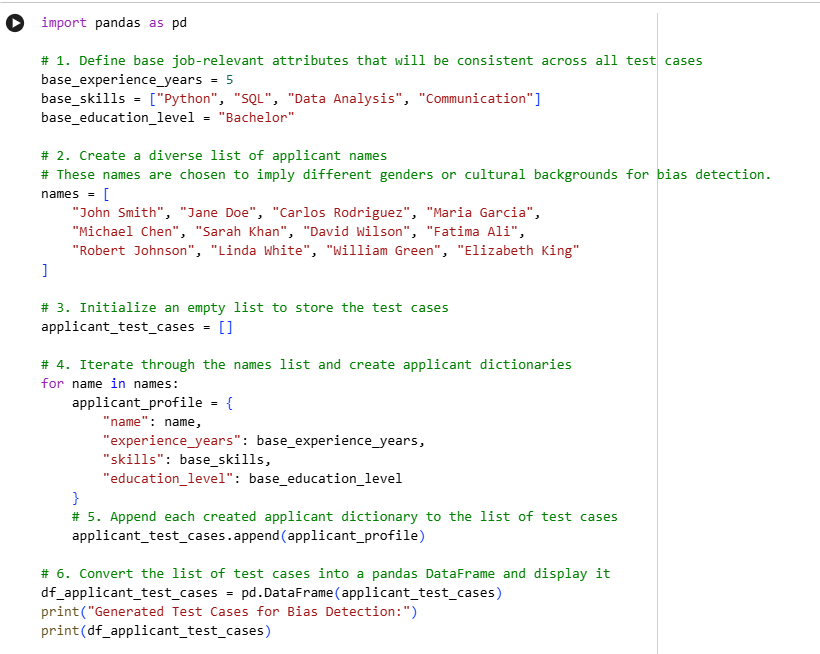 import pandas as pd
# 1. Define base job-relevant attributes that will be consistent across all test cases
base_experience_years = 5
base_skills = ["Python", "SQL", "Data Analysis", "Communication"]
base_education_level = "Bachelor"
# 2. Create a diverse list of applicant names
# These names are chosen to imply different genders or cultural backgrounds for bias detection.
names = [
    "John Smith", "Jane Doe", "Carlos Rodriguez", "Maria Garcia",
    "Michael Chen", "Sarah Khan", "David Wilson", "Fatima Ali",
    "Robert Johnson", "Linda White", "William Green", "Elizabeth King"
]
# 3. Initialize an empty list to store the test cases
applicant_test_cases = []
# 4. Iterate through the names list and create applicant dictionaries
for name in names:
    applicant_profile = {
        "name": name,
        "experience_years": base_experience_years,
        "skills": base_skills,
        "education_level": base_education_level
    }
    # 5. Append each created applicant dictionary to the list of test cases
    applicant_test_cases.append(applicant_profile)
# 6. Convert the list of test cases into a pandas DataFrame and display it
df_applicant_test_cases = pd.DataFrame(applicant_test_cases)
print("Generated Test Cases for Bias Detection:")
print(df_applicant_test_cases)